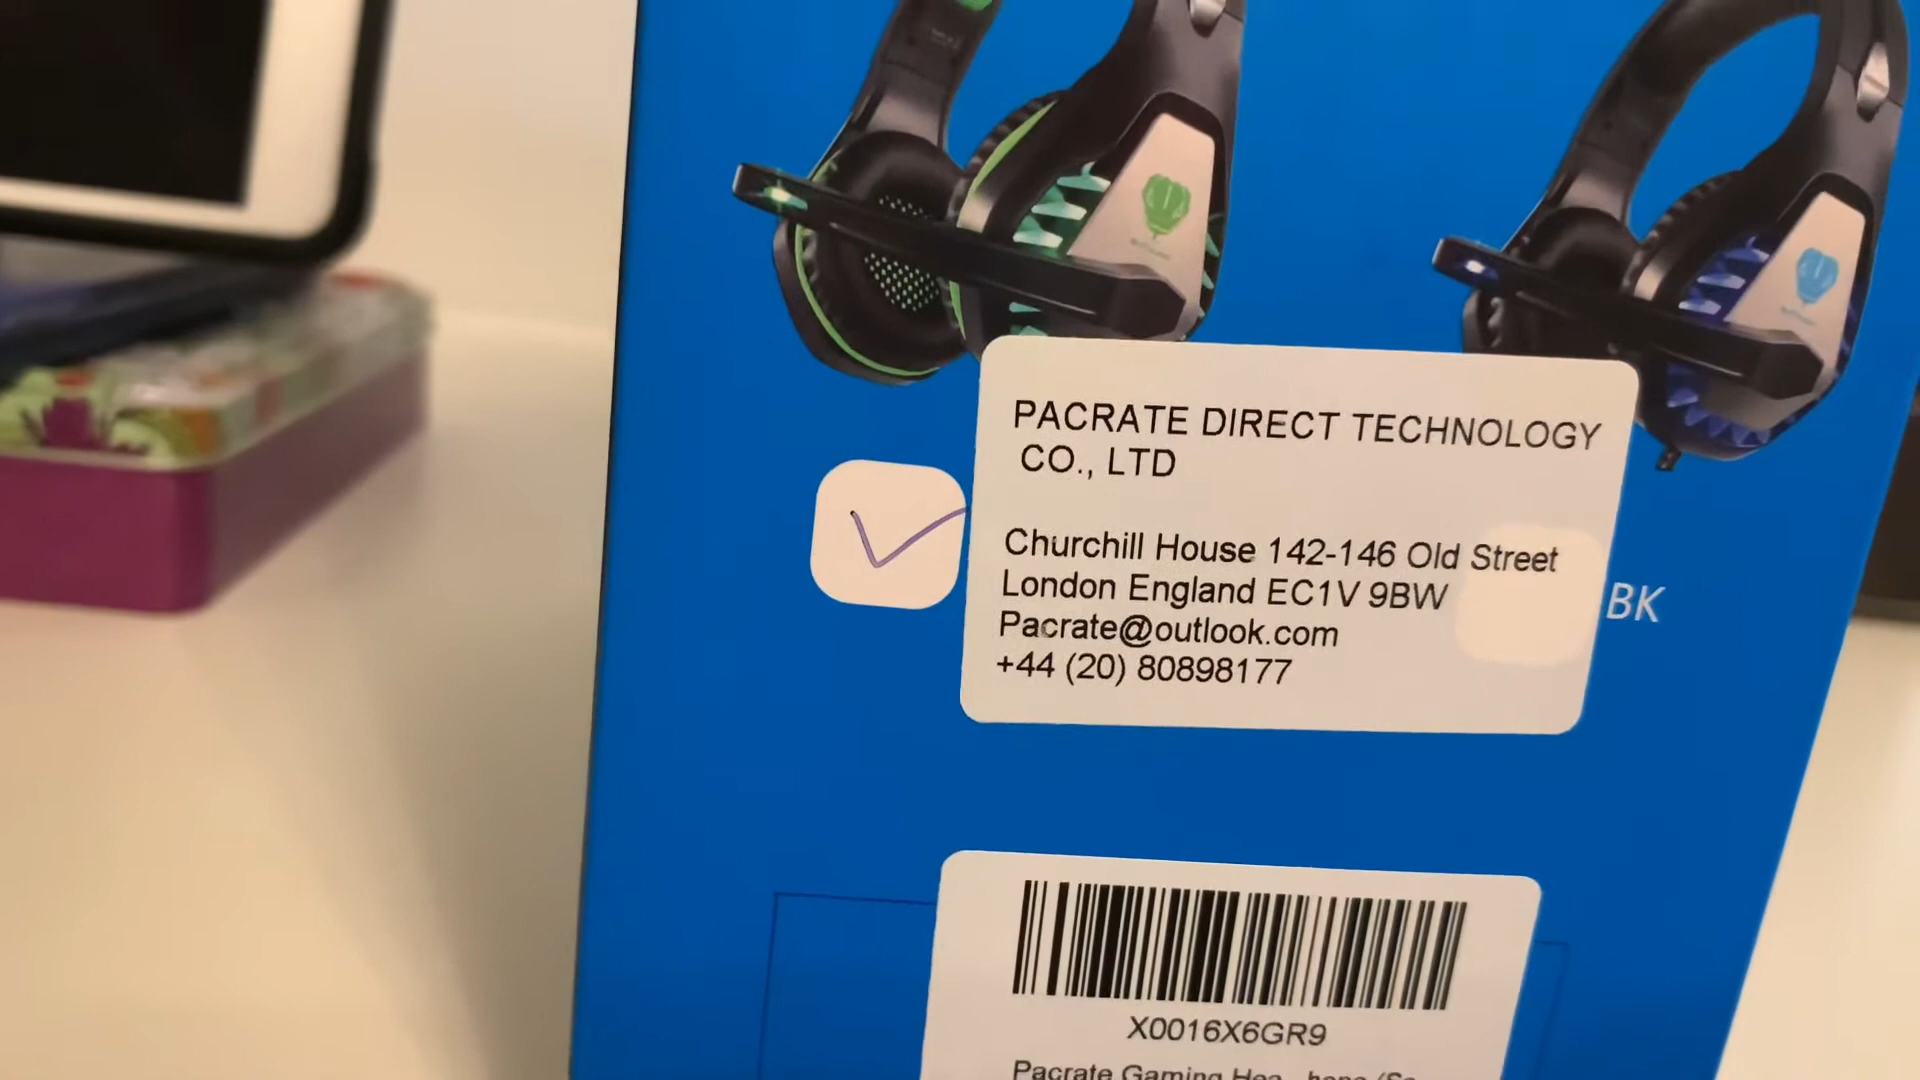 PACRATE DIRECT TECHNOLOGY
CO., LTD
Churchill House 142-146 Old Street
London England EC1V 9BW
Pacrate@outlook.com
+44 (20) 80898177
BK
X0016X6GR9
Pacrate Gaming